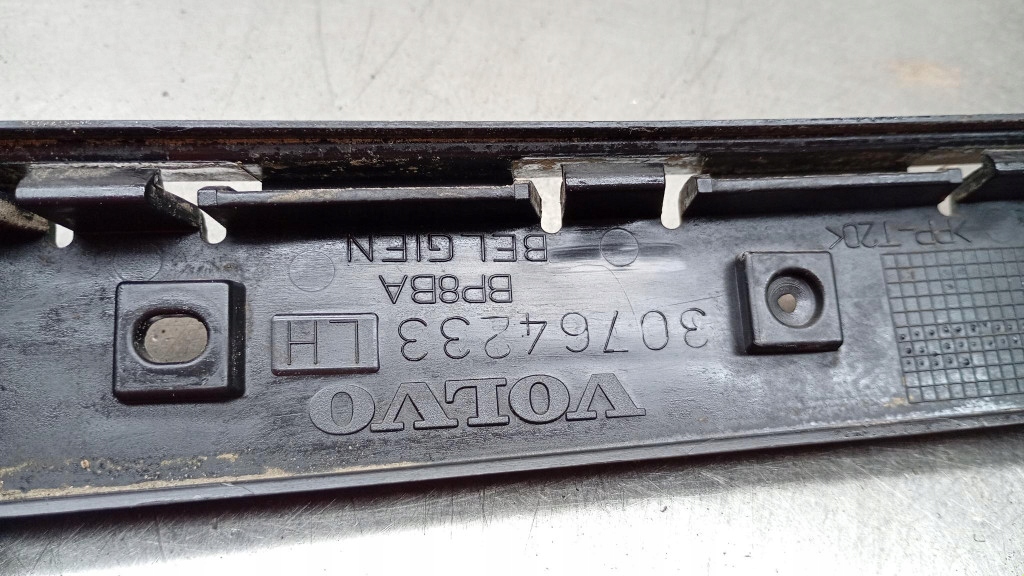 VOLVO
30764233 LH
BP8BA
BELGIEN
>PP-T20<